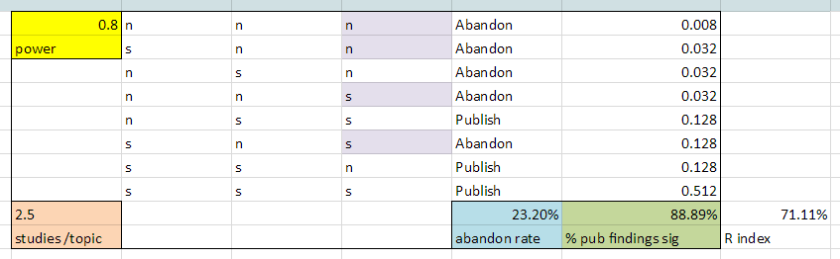 0.8 n n n Abandon 0.008
power s n n Abandon 0.032
n s n Abandon 0.032
n n s Abandon 0.032
n s s Publish 0.128
s n s Abandon 0.128
s s n Publish 0.128
s s s Publish 0.512
2.5 23.20% 88.89% 71.11%
studies/topic abandon rate % pub findings sig R index